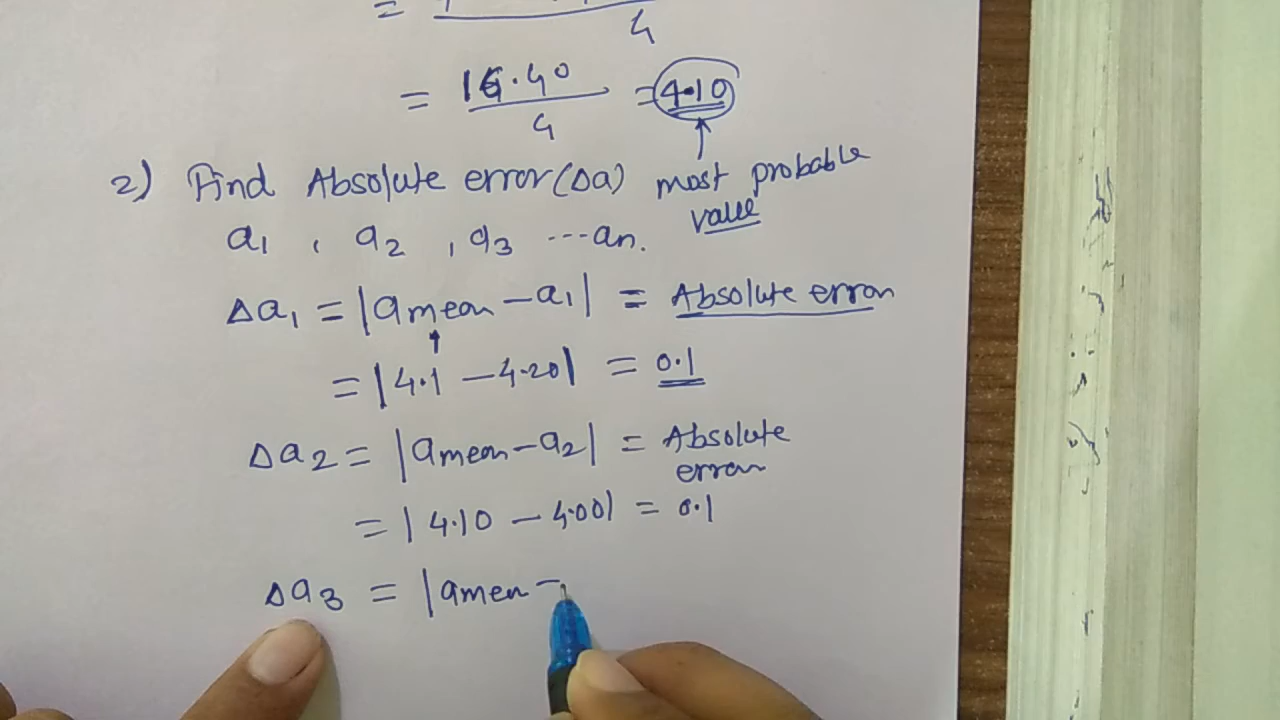 =
4
= 16.40 / 4 = 4.10
2) Find Absolute error(Δa) most probable value
a1 , a2 , a3 ---an.
Δa1 = |amean - a1| = Absolute error
= |4.1 - 4.20| = 0.1
Δa2 = |amean - a2| = Absolute error
= |4.10 - 4.00| = 0.1
Δa3 = |amen -